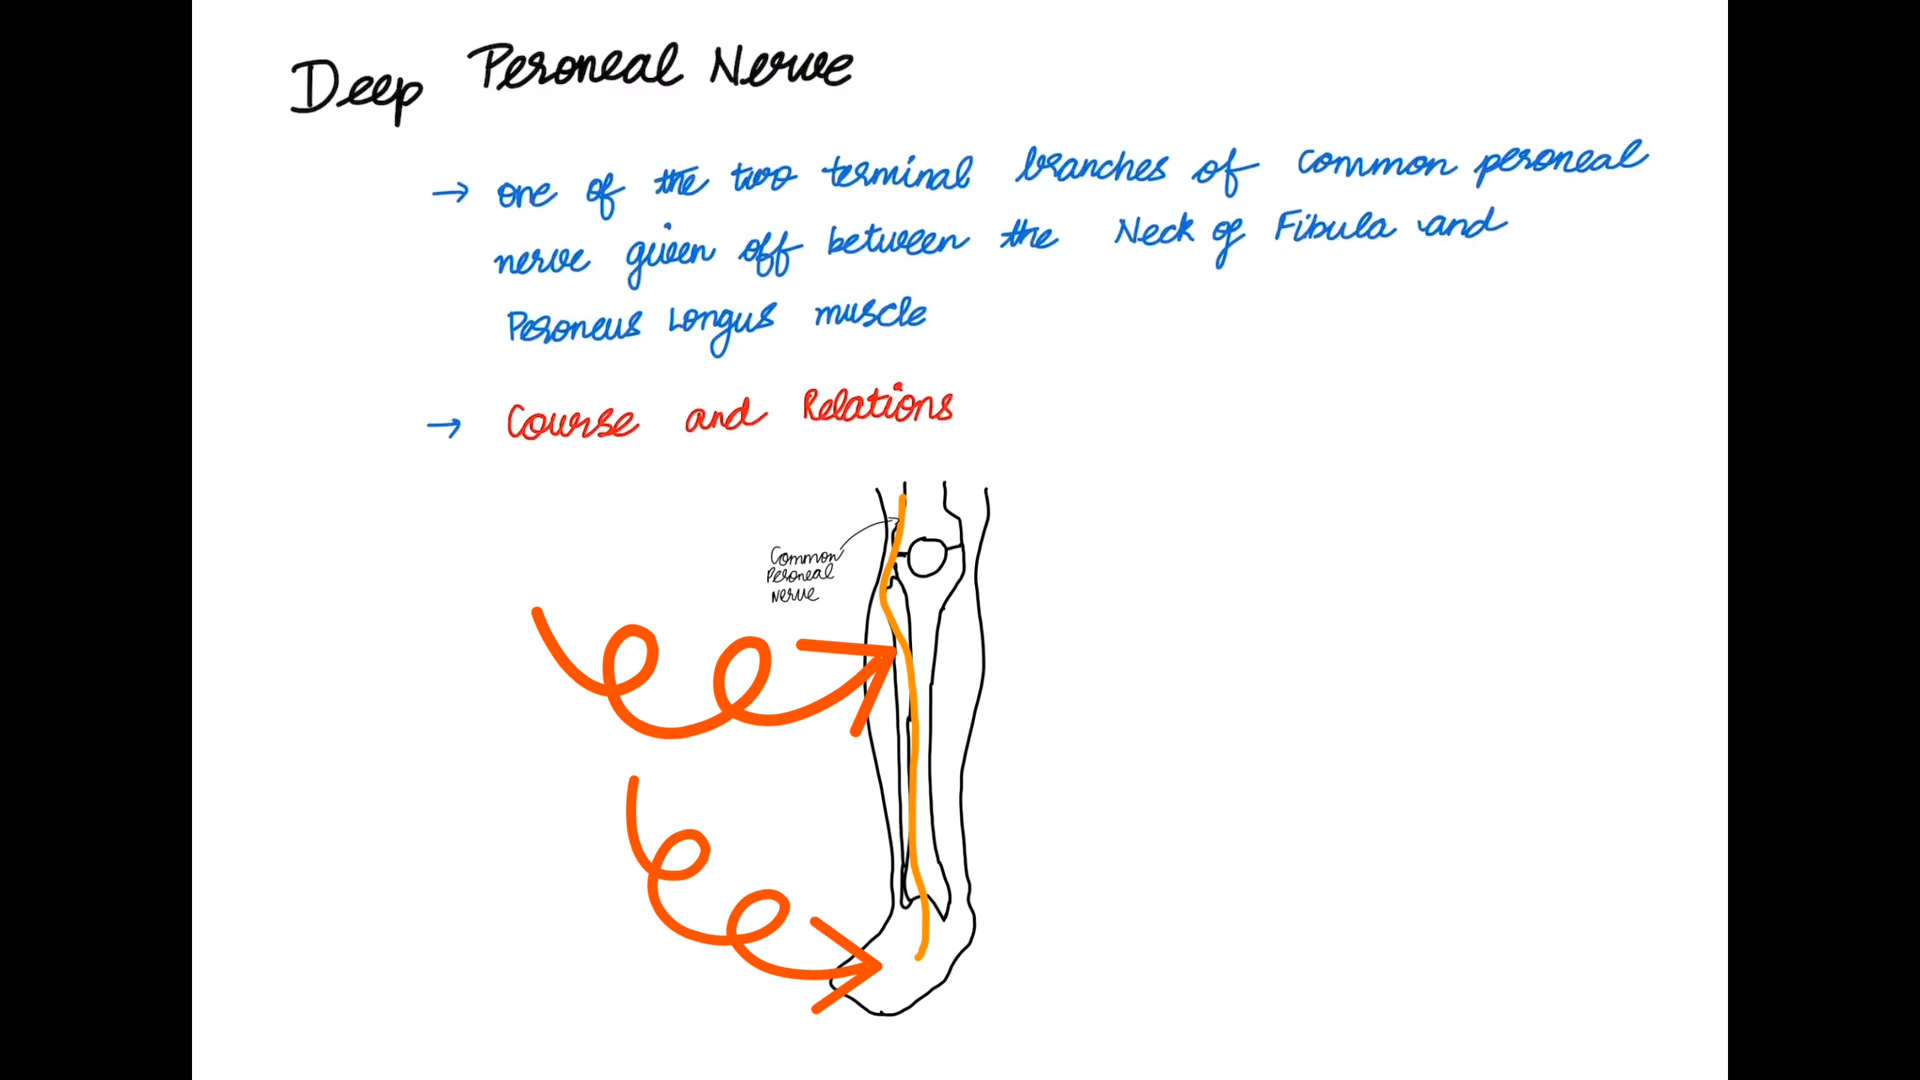 Deep Peroneal Nerve
→ one of the two terminal branches of common peroneal
nerve given off between the Neck of Fibula and
Peroneus Longus muscle
→ Course and Relations
Common
Peroneal
Nerve